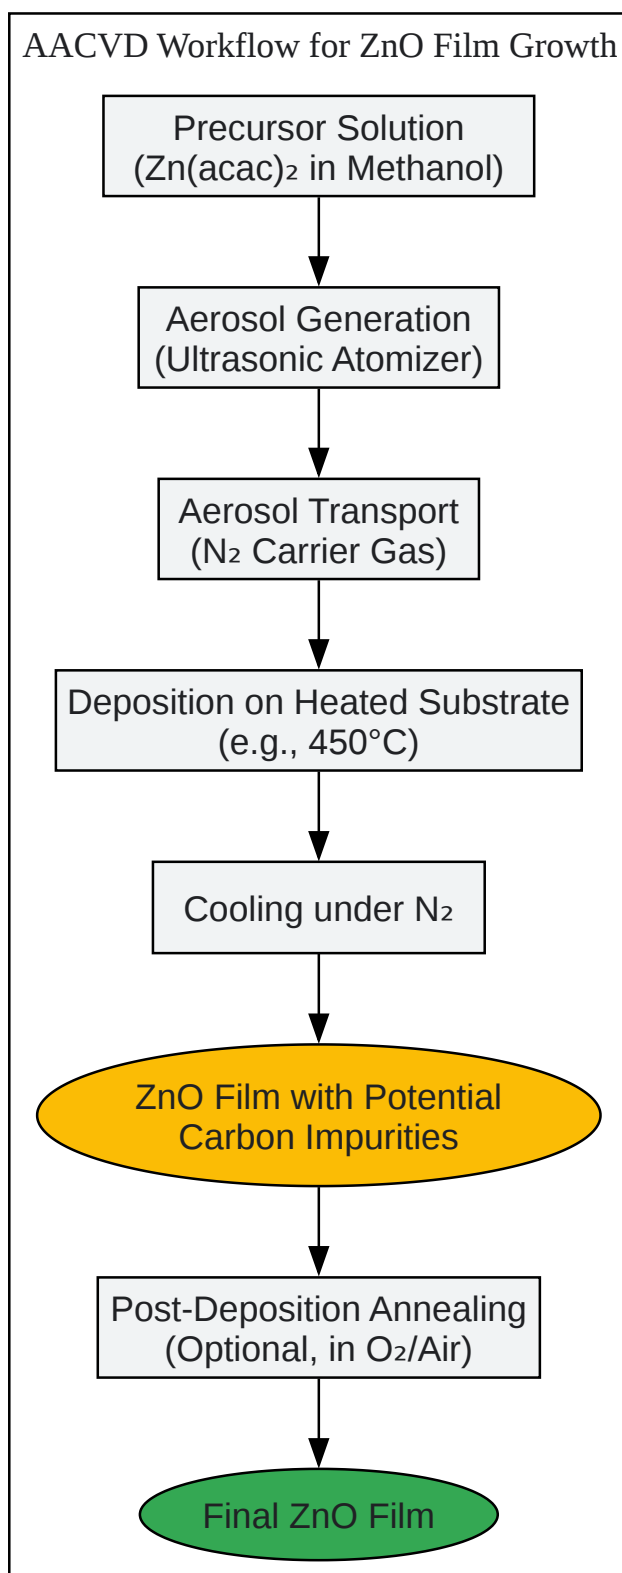 AACVD Workflow for ZnO Film Growth
Precursor Solution
(Zn(acac)₂ in Methanol)
Aerosol Generation
(Ultrasonic Atomizer)
Aerosol Transport
(N₂ Carrier Gas)
Deposition on Heated Substrate
(e.g., 450°C)
Cooling under N₂
ZnO Film with Potential
Carbon Impurities
Post-Deposition Annealing
(Optional, in O₂/Air)
Final ZnO Film